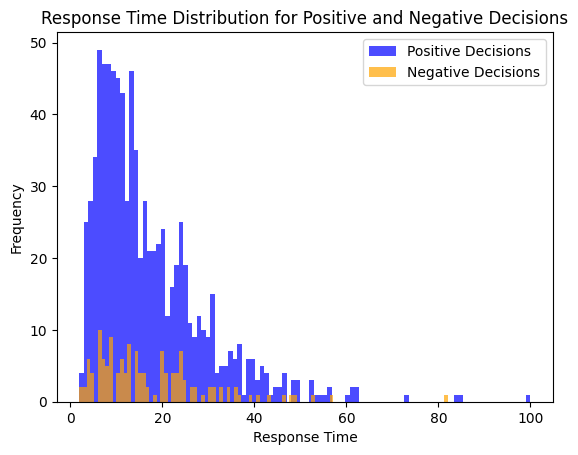 Response Time Distribution for Positive and Negative Decisions
Positive Decisions
Negative Decisions
Frequency
50
40
30
20
10
0
0 20 40 60 80 100
Response Time